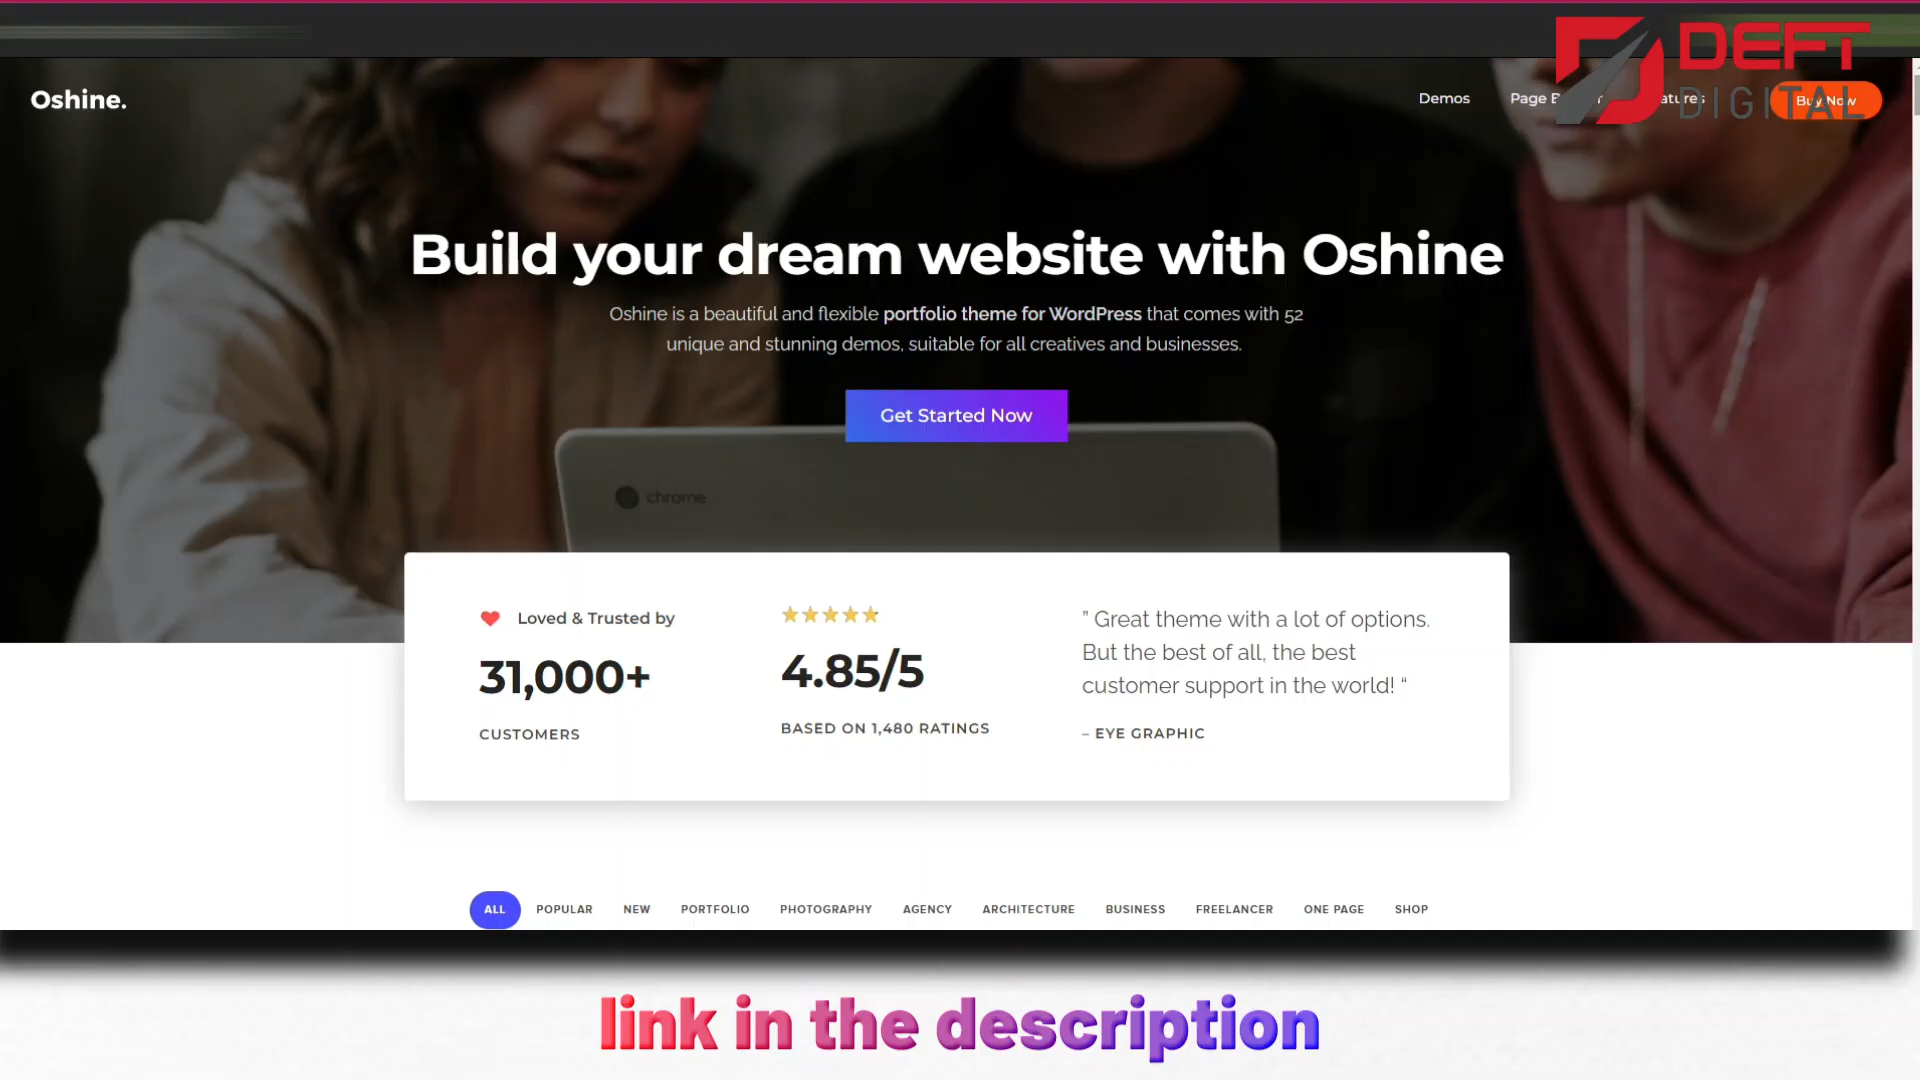 DEFT
DIGITAL
Oshine.
Demos
Page
Buy Now
Build your dream website with Oshine
Oshine is a beautiful and flexible portfolio theme for WordPress that comes with 52
unique and stunning demos, suitable for all creatives and businesses.
Get Started Now
chrome
Loved & Trusted by
31,000+
CUSTOMERS
4.85/5
BASED ON 1,480 RATINGS
" Great theme with a lot of options.
But the best of all, the best
customer support in the world! “
– EYE GRAPHIC
ALL POPULAR NEW PORTFOLIO PHOTOGRAPHY AGENCY ARCHITECTURE BUSINESS FREELANCER ONE PAGE SHOP
link in the description